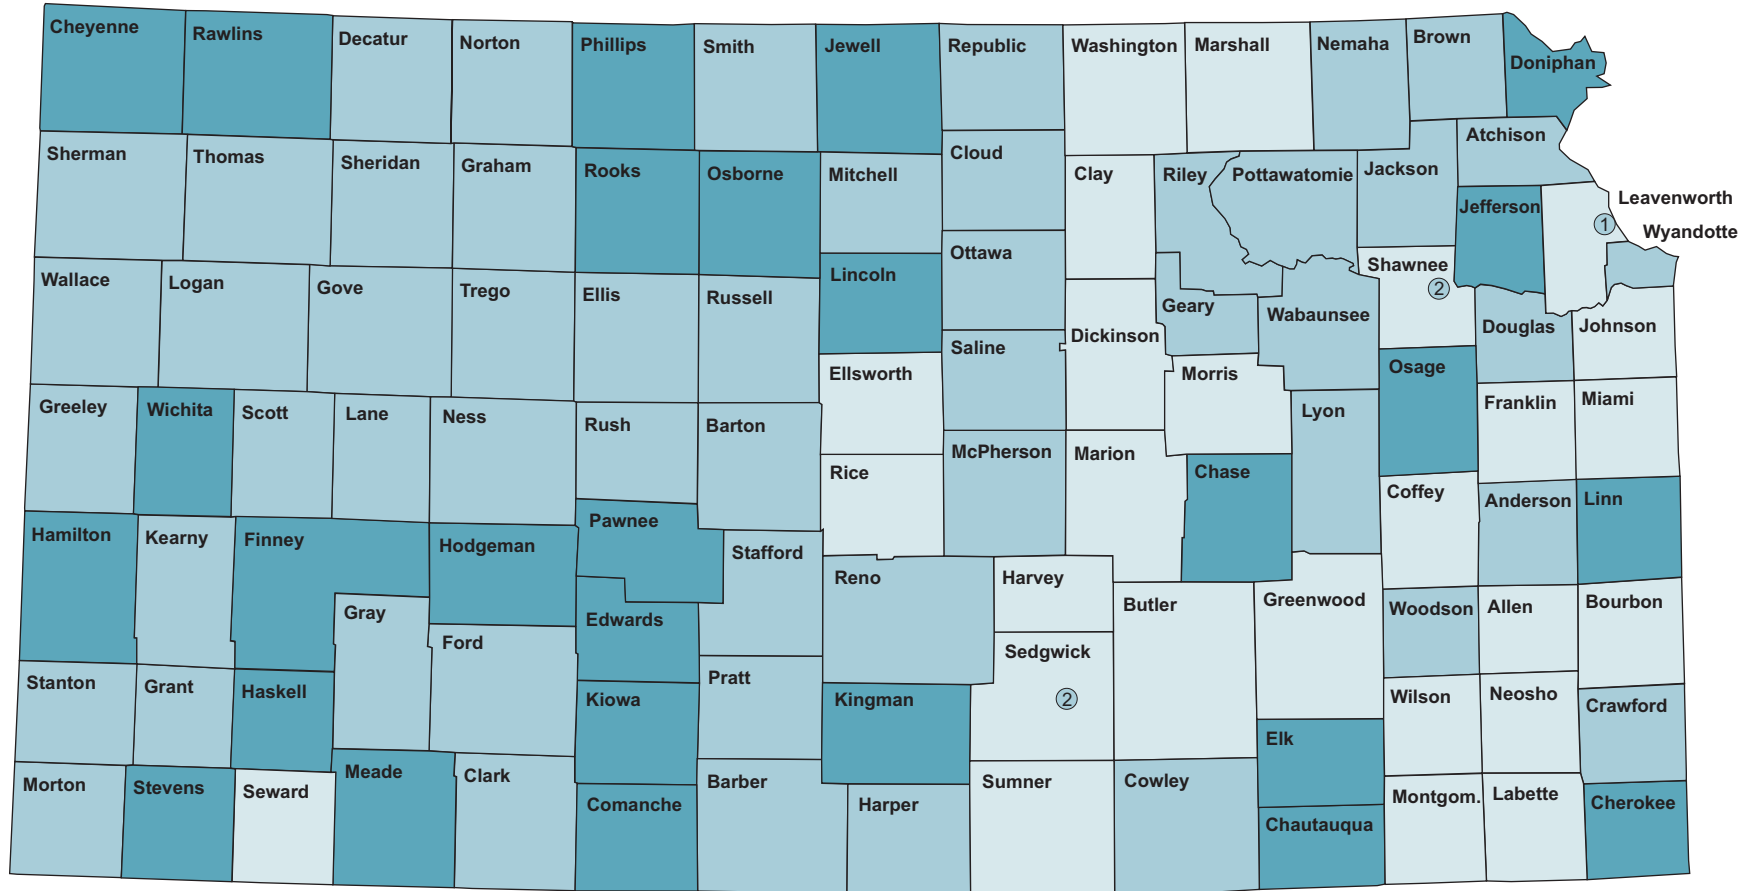 Cheyenne
Rawlins
Decatur
Norton
Phillips
Smith
Jewell
Republic
Washington
Marshall
Nemaha
Brown
Doniphan
Sherman
Thomas
Sheridan
Graham
Rooks
Osborne
Mitchell
Cloud
Clay
Riley
Pottawatomie
Jackson
Atchison
Jefferson
Leavenworth
1
Wyandotte
Wallace
Logan
Gove
Trego
Ellis
Russell
Lincoln
Ottawa
Saline
Dickinson
Geary
Wabaunsee
Shawnee
2
Douglas
Johnson
Greeley
Wichita
Scott
Lane
Ness
Rush
Barton
Ellsworth
Rice
McPherson
Marion
Morris
Chase
Lyon
Osage
Franklin
Miami
Coffey
Anderson
Linn
Hamilton
Kearny
Finney
Hodgeman
Pawnee
Stafford
Reno
Harvey
Butler
Greenwood
Woodson
Allen
Bourbon
Gray
Ford
Edwards
Sedgwick
2
Stanton
Grant
Haskell
Kiowa
Pratt
Kingman
Elk
Wilson
Neosho
Crawford
Morton
Stevens
Seward
Meade
Clark
Comanche
Barber
Harper
Sumner
Cowley
Chautauqua
Montgom.
Labette
Cherokee